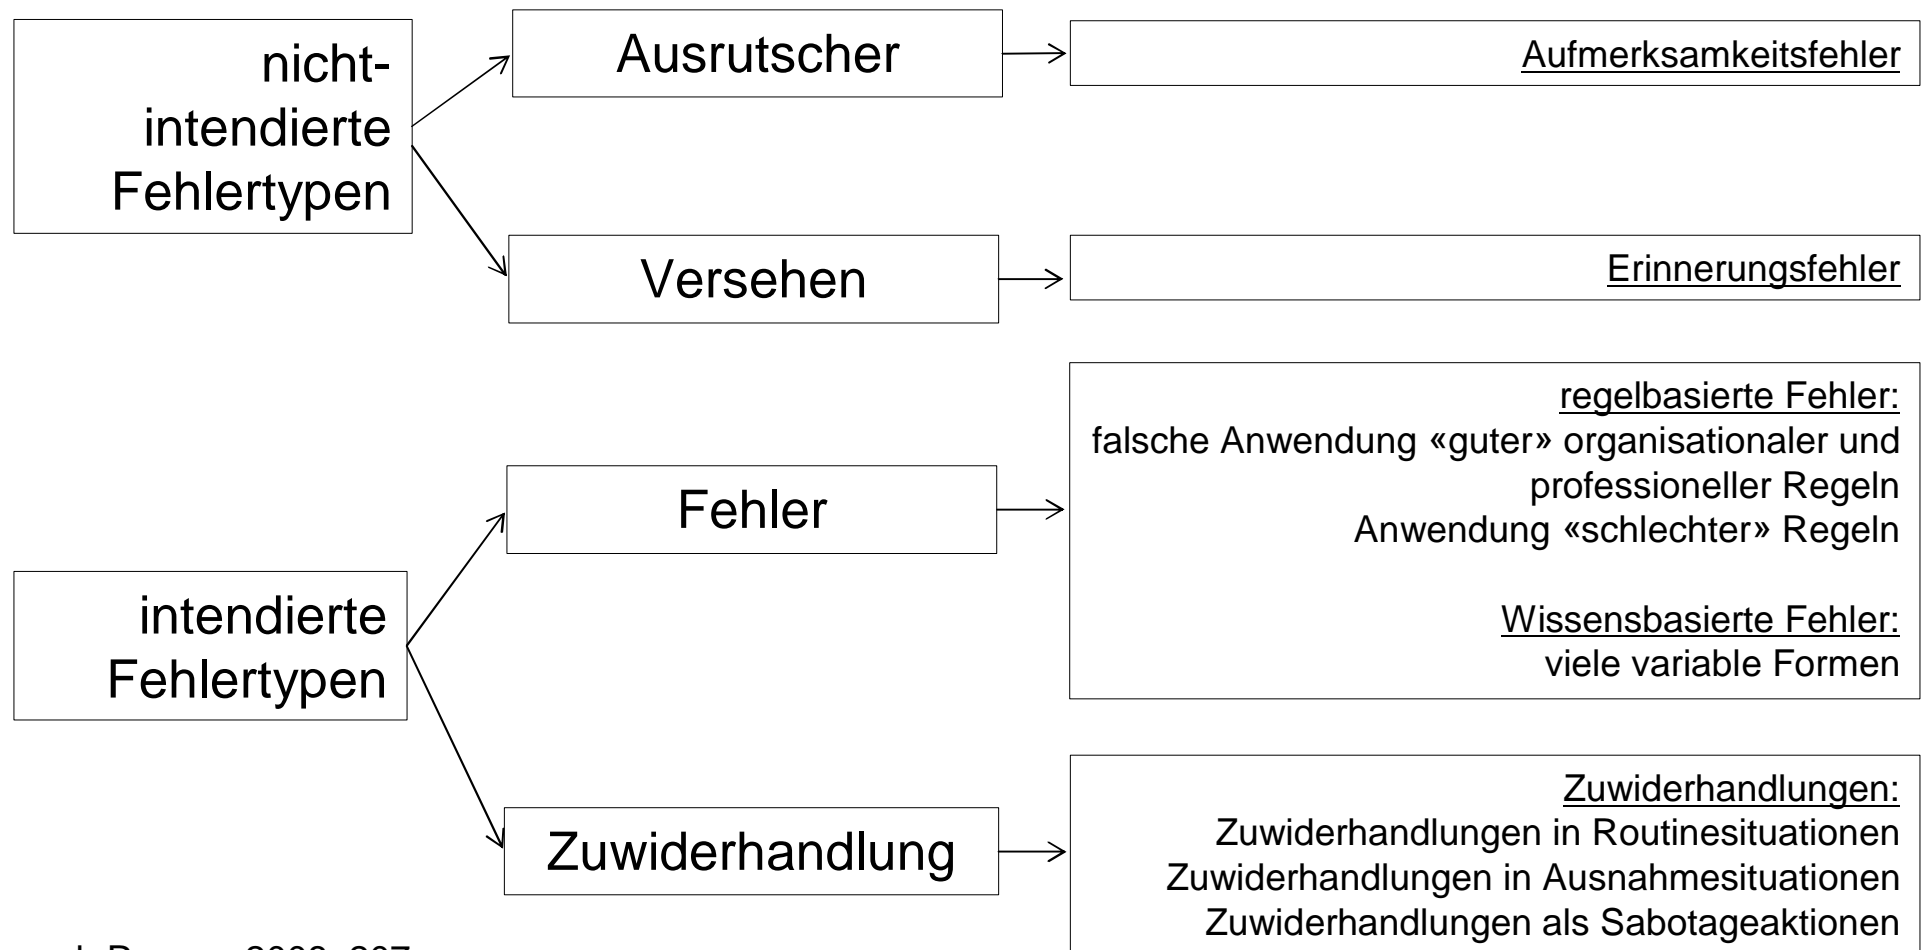 nicht-
intendierte
Fehlertypen
Ausrutscher
Aufmerksamkeitsfehler
Versehen
Erinnerungsfehler
intendierte
Fehlertypen
Fehler
regelbasierte Fehler:
falsche Anwendung «guter» organisationaler und
professioneller Regeln
Anwendung «schlechter» Regeln
Wissensbasierte Fehler:
viele variable Formen
Zuwiderhandlung
Zuwiderhandlungen:
Zuwiderhandlungen in Routinesituationen
Zuwiderhandlungen in Ausnahmesituationen
Zuwiderhandlungen als Sabotageaktionen